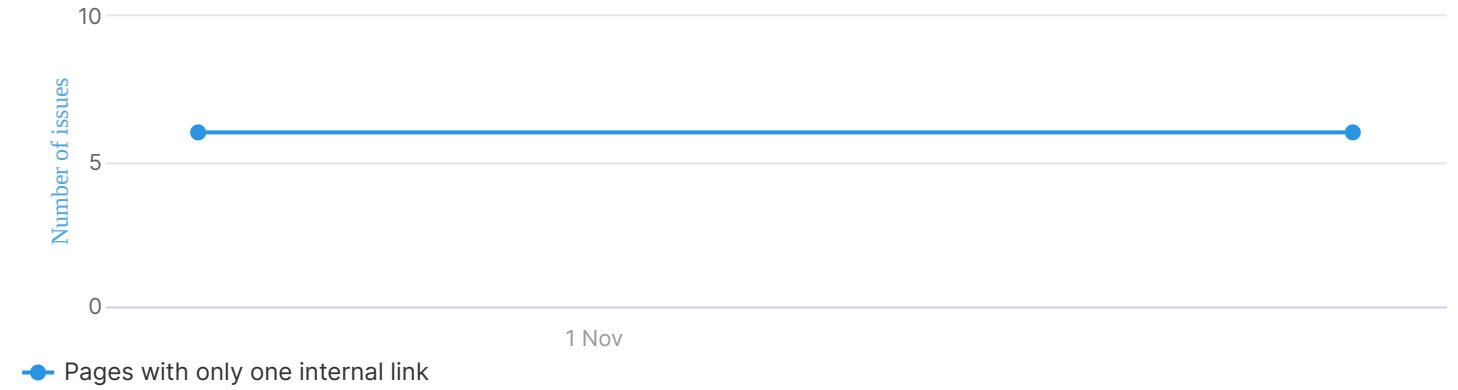 10
Number of issues
5
0
1 Nov
Pages with only one internal link